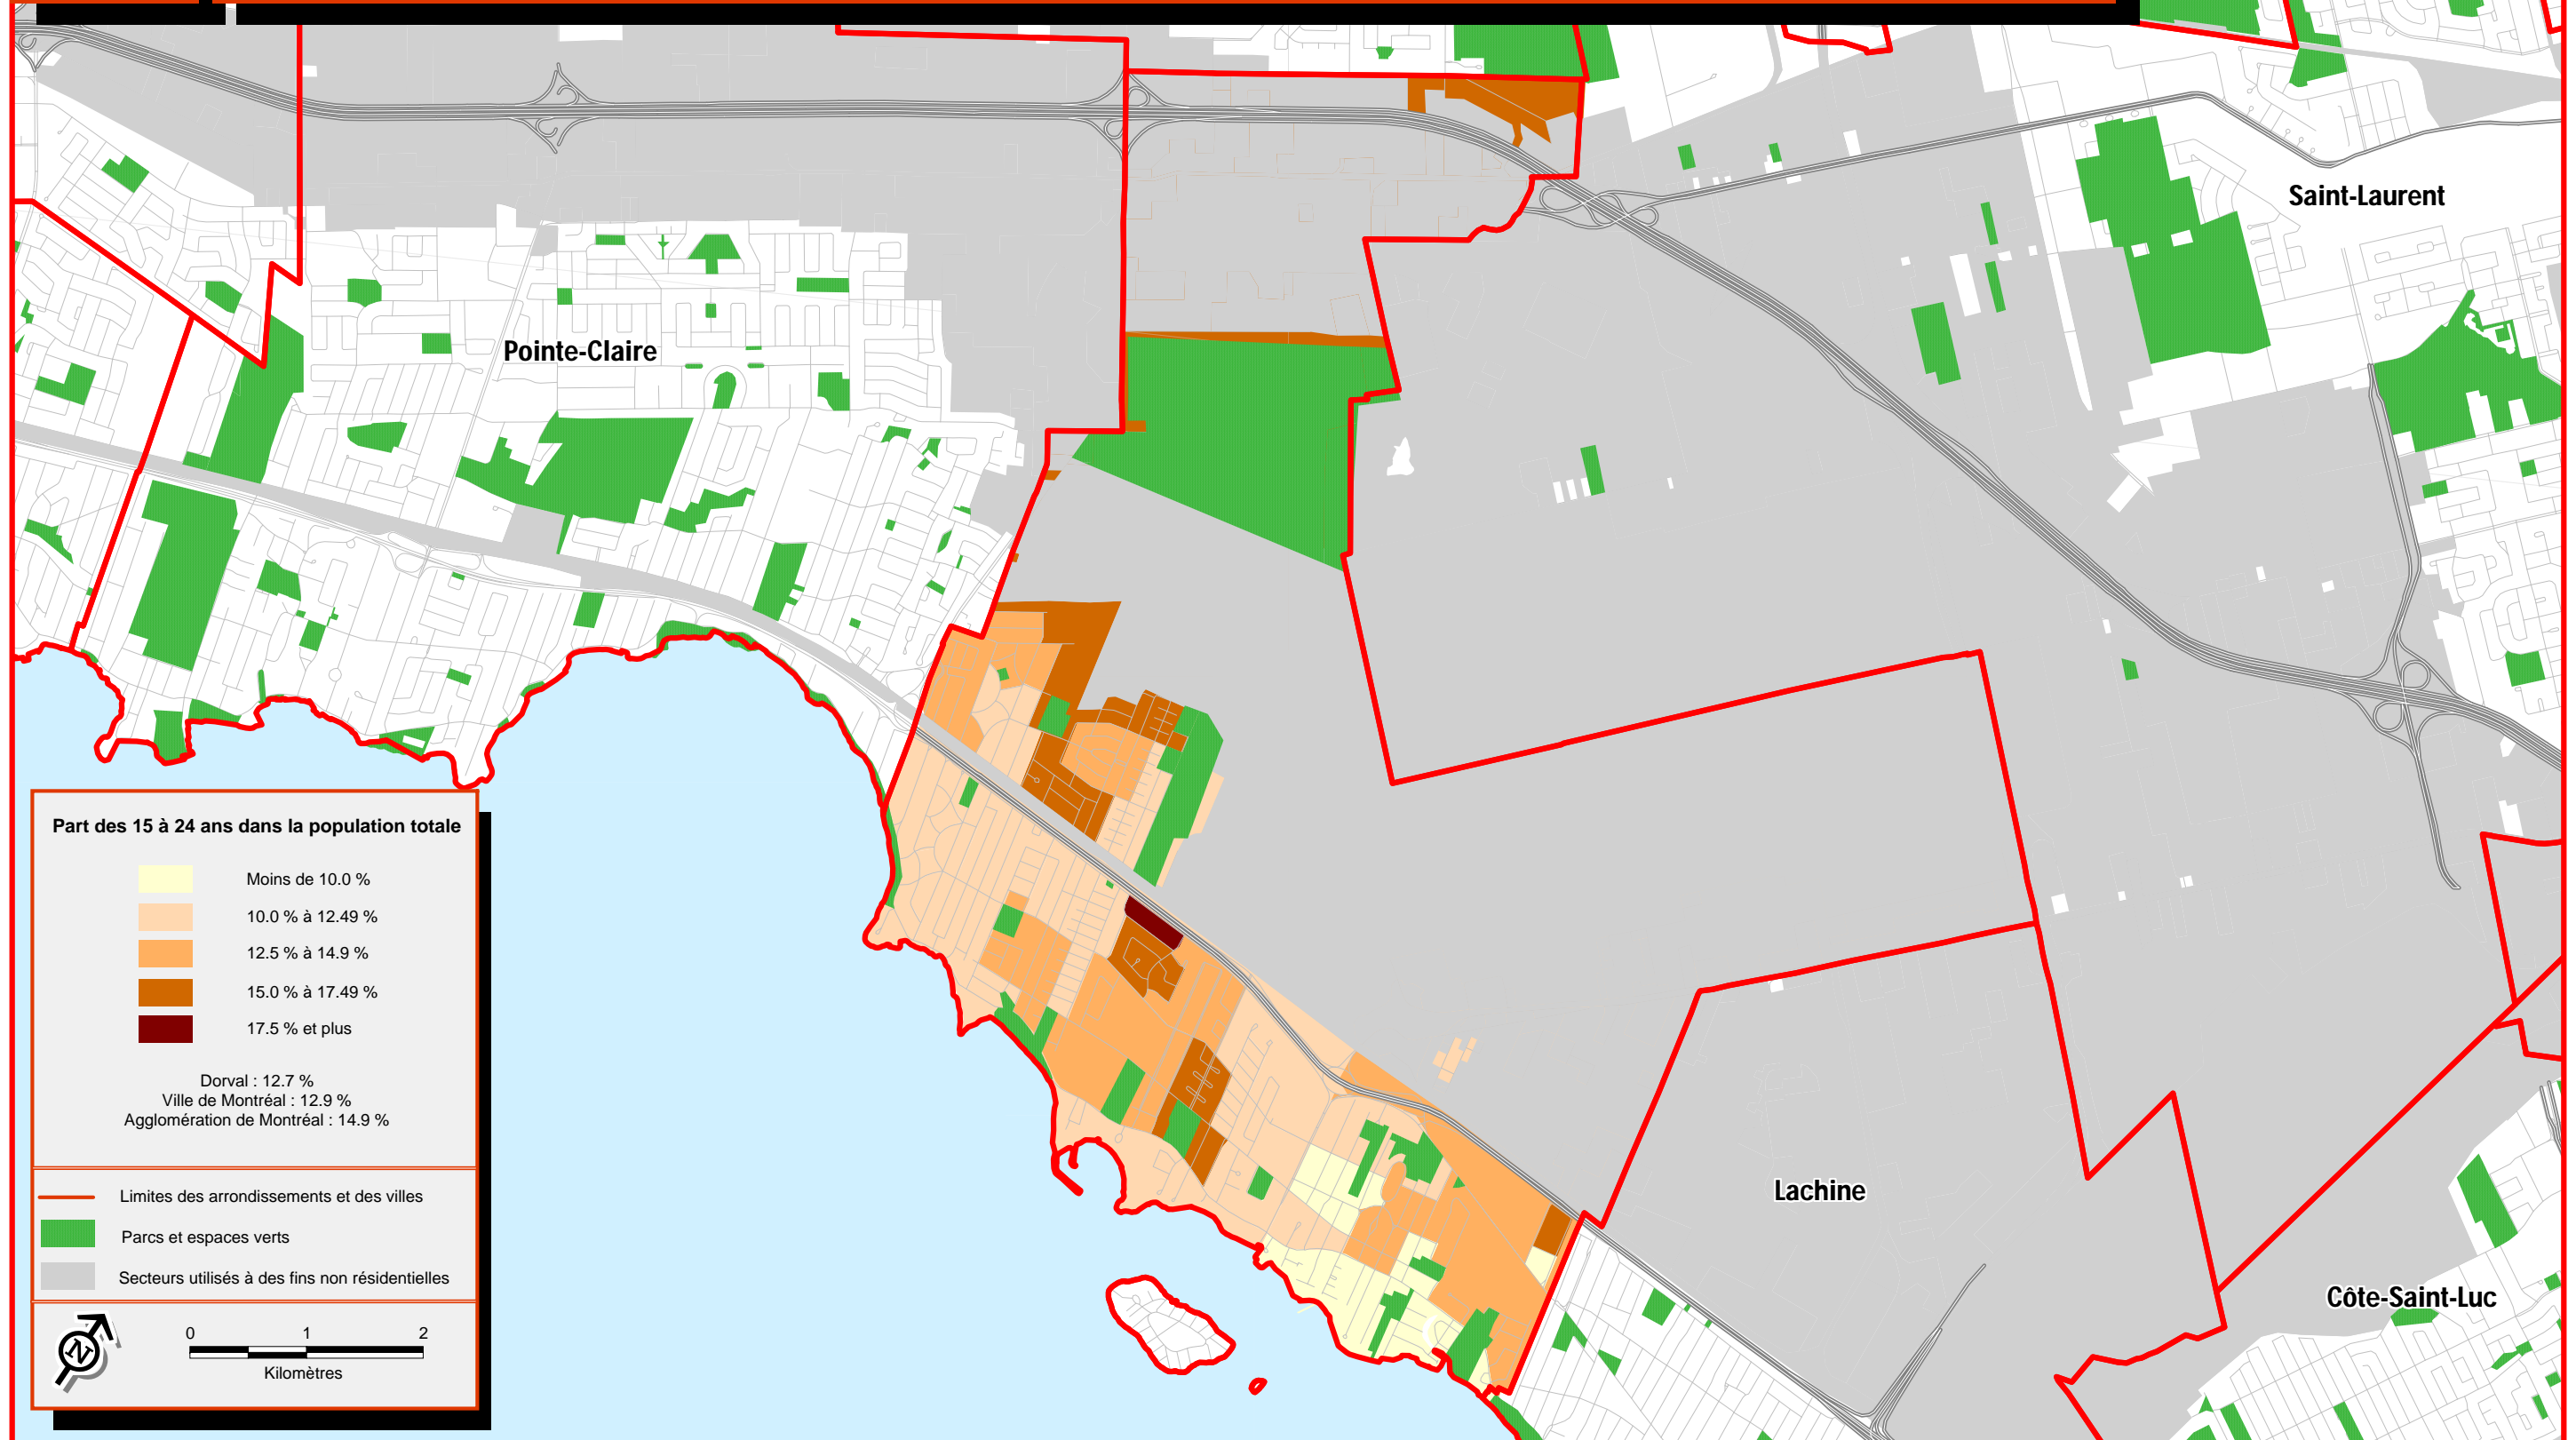 Saint-Laurent
Pointe-Claire
Part des 15 à 24 ans dans la population totale
Moins de 10.0 %
10.0 % à 12.49 %
12.5 % à 14.9 %
15.0 % à 17.49 %
17.5 % et plus
Dorval : 12.7 %
Ville de Montréal : 12.9 %
Agglomération de Montréal : 14.9 %
Limites des arrondissements et des villes
Lachine
Parcs et espaces verts
Secteurs utilisés à des fins non résidentielles
Côte-Saint-Luc
N
0 1 2
Kilomètres